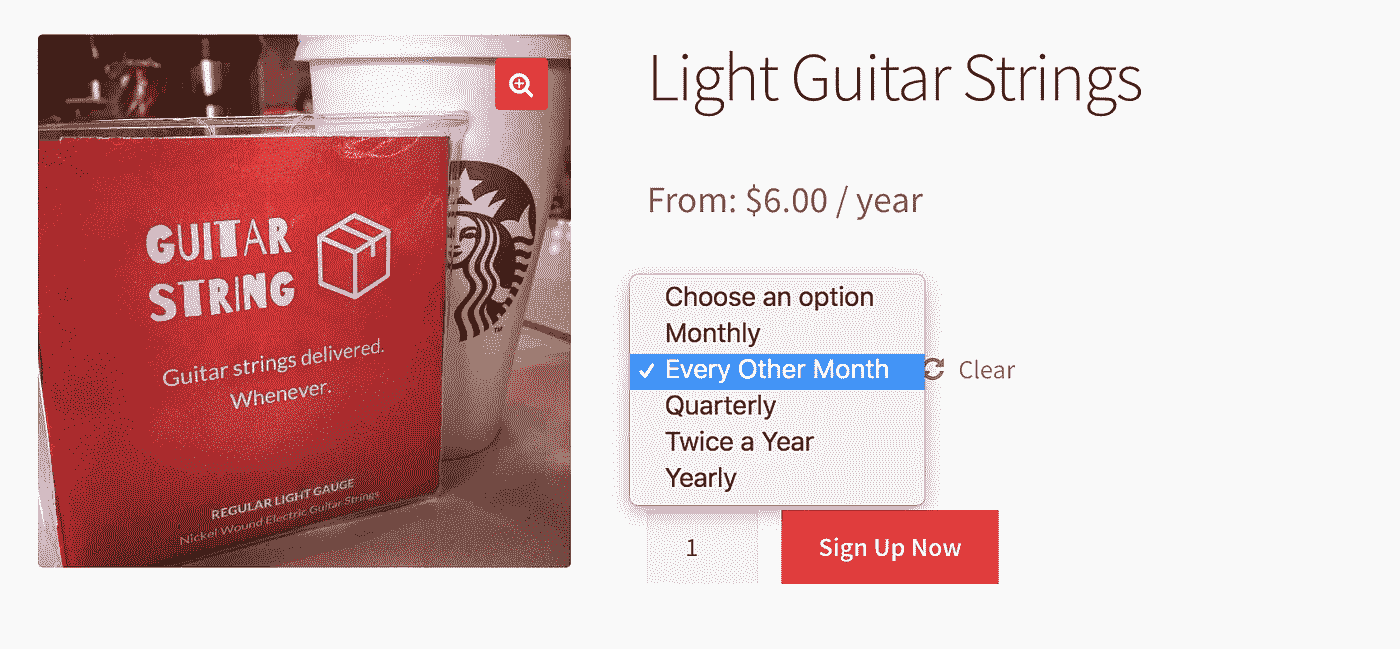 Light Guitar Strings
From: $6.00 / year
Choose an option
Monthly
Every Other Month
Quarterly
Twice a Year
Yearly
Clear
1
Sign Up Now
GUITAR
STRING
Guitar strings delivered.
Whenever.
REGULAR LIGHT GAUGE
Nickel Wound Electric Guitar Strings
TM